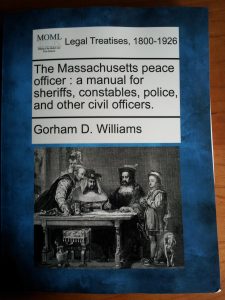 MOML
Legal Treatises, 1800-1926
The Massachusetts peace
officer : a manual for
sheriffs, constables, police,
and other civil officers.
Gorham D. Williams